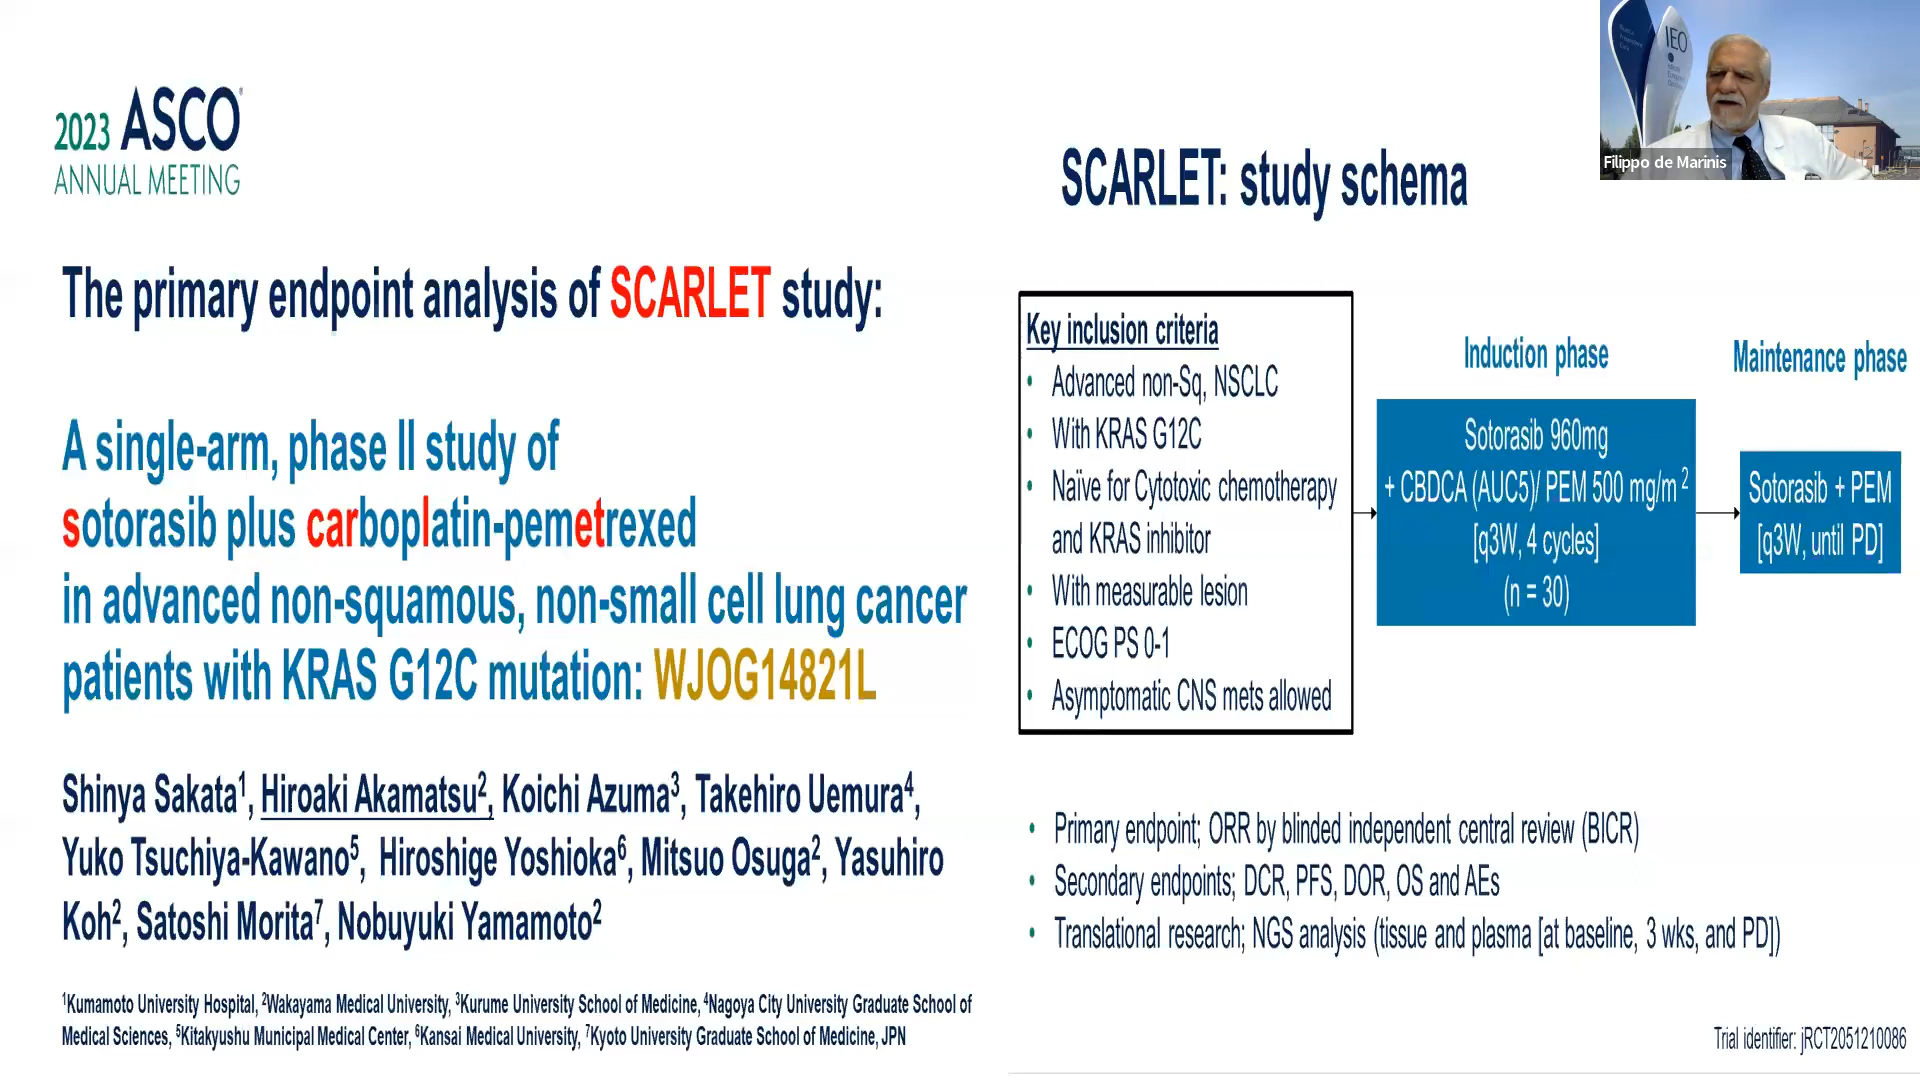 2023 ASCO®
ANNUAL MEETING
The primary endpoint analysis of SCARLET study:
A single-arm, phase II study of
sotorasib plus carboplatin-pemetrexed
in advanced non-squamous, non-small cell lung cancer
patients with KRAS G12C mutation: WJOG14821L
Shinya Sakata¹, Hiroaki Akamatsu², Koichi Azuma³, Takehiro Uemura⁴,
Yuko Tsuchiya-Kawano⁵, Hiroshige Yoshioka⁶, Mitsuo Osuga², Yasuhiro
Koh², Satoshi Morita⁷, Nobuyuki Yamamoto²
¹Kumamoto University Hospital, ²Wakayama Medical University, ³Kurume University School of Medicine, ⁴Nagoya City University Graduate School of
Medical Sciences, ⁵Kitakyushu Municipal Medical Center, ⁶Kansai Medical University, ⁷Kyoto University Graduate School of Medicine, JPN
SCARLET: study schema
Key inclusion criteria
• Advanced non-Sq, NSCLC
• With KRAS G12C
• Naïve for Cytotoxic chemotherapy
and KRAS inhibitor
• With measurable lesion
• ECOG PS 0-1
• Asymptomatic CNS mets allowed
Induction phase
Sotorasib 960mg
+ CBDCA (AUC5)/ PEM 500 mg/m ²
[q3W, 4 cycles]
(n = 30)
Maintenance phase
Sotorasib + PEM
[q3W, until PD]
• Primary endpoint; ORR by blinded independent central review (BICR)
• Secondary endpoints; DCR, PFS, DOR, OS and AEs
• Translational research; NGS analysis (tissue and plasma [at baseline, 3 wks, and PD])
Trial identifier: jRCT2051210086
IEO
Filippo de Marinis